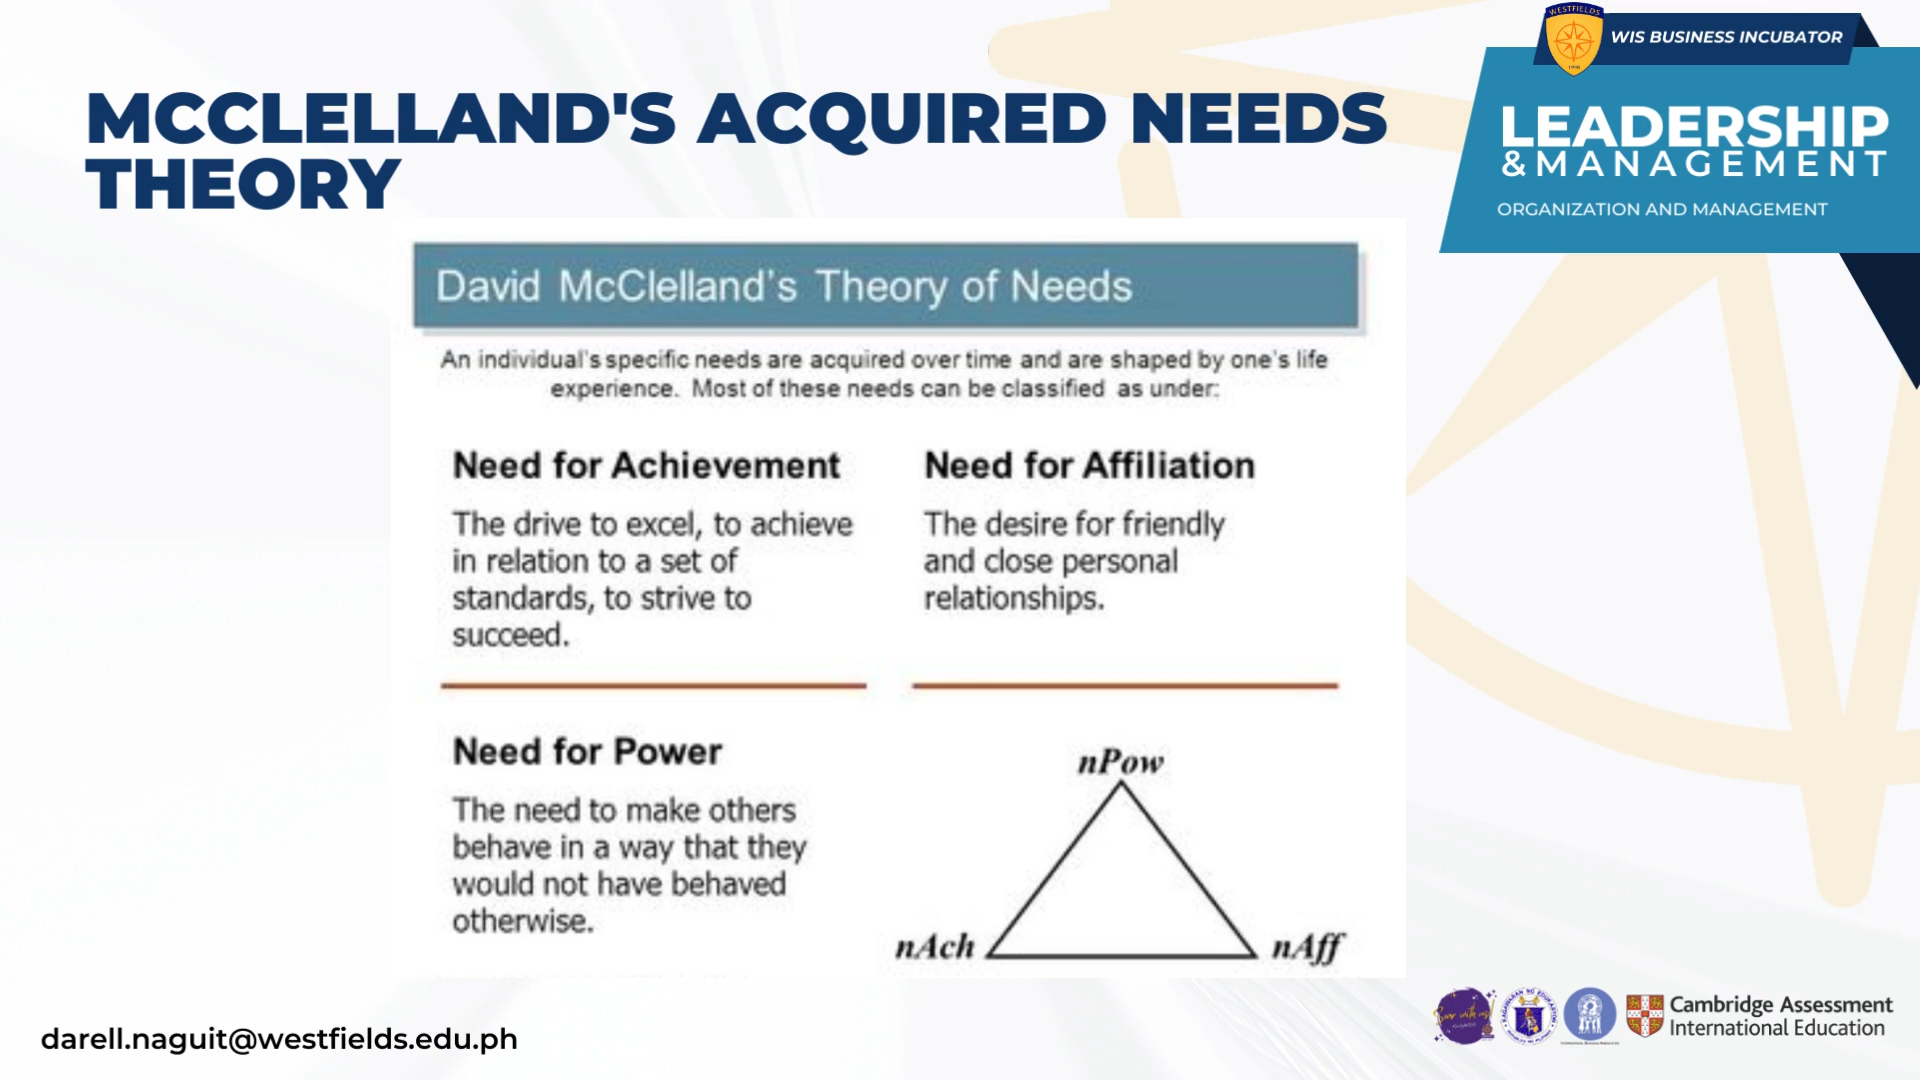 WESTFIELDS
1998
WIS BUSINESS INCUBATOR
LEADERSHIP
&MANAGEMENT
ORGANIZATION AND MANAGEMENT
MCCLELLAND'S ACQUIRED NEEDS
THEORY
David McClelland's Theory of Needs
An individual's specific needs are acquired over time and are shaped by one's life
experience. Most of these needs can be classified as under:
Need for Achievement
The drive to excel, to achieve
in relation to a set of
standards, to strive to
succeed.
Need for Affiliation
The desire for friendly
and close personal
relationships.
Need for Power
The need to make others
behave in a way that they
would not have behaved
otherwise.
nPow
nAch
nAff
darell.naguit@westfields.edu.ph
Cambridge Assessment
International Education